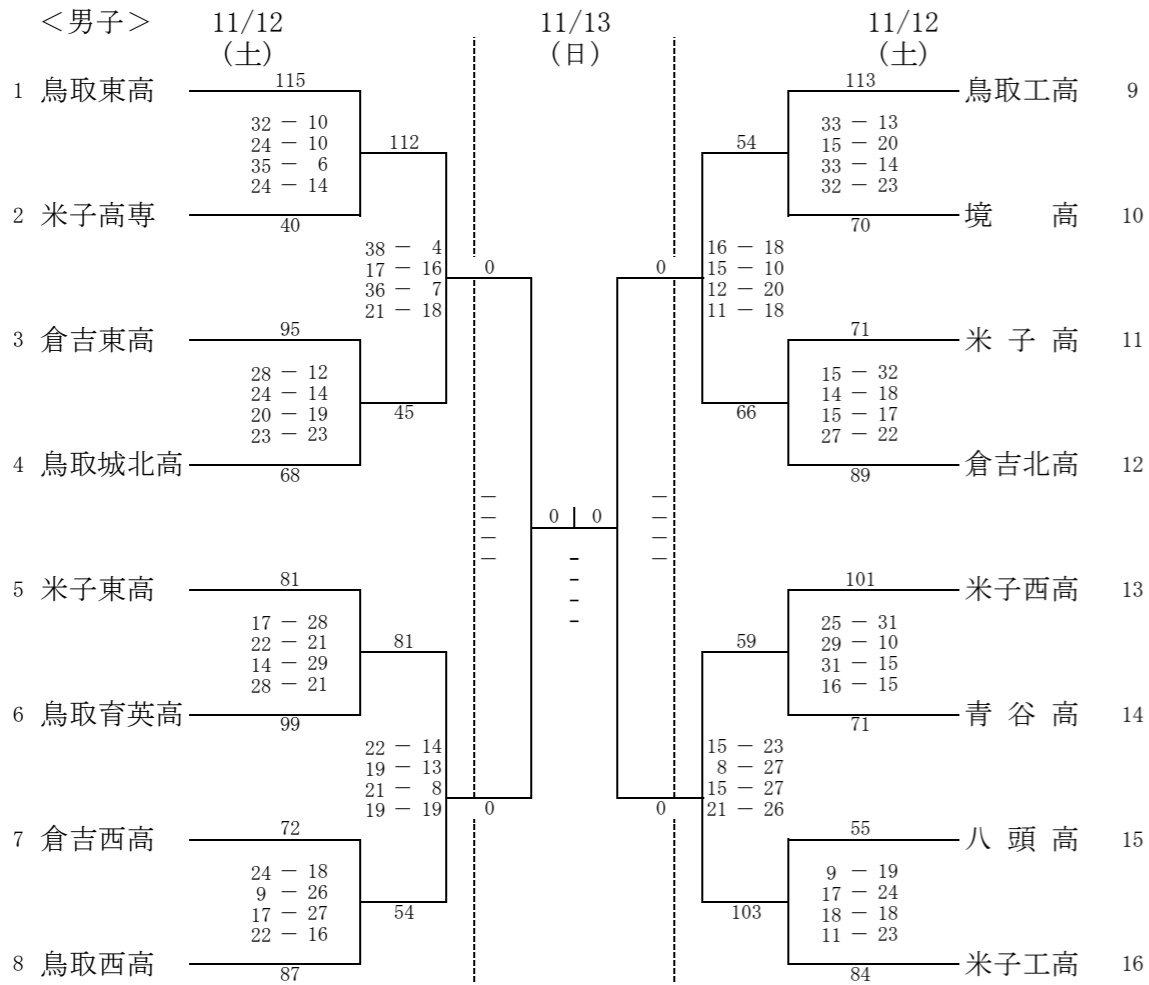 ＜男子＞ 11/12 11/13 11/12
(土) (日) (土)
115 113
1 鳥取東高 鳥取工高 9
32 － 10 33 － 13
24 － 10 112 54 15 － 20
35 － 6 33 － 14
24 － 14 32 － 23
2 米子高専 境 高 10
40 70
38 － 4 16 － 18
17 － 16 0 0 15 － 10
36 － 7 12 － 20
21 － 18 11 － 18
95 71
3 倉吉東高 米子高 11
28 － 12 15 － 32
24 － 14 14 － 18
20 － 19 45 66 15 － 17
23 － 23 27 － 22
4 鳥取城北高 倉吉北高 12
68 89
－ －
－ 0 0 －
－ －
－ － －
－
－
－
81 101
5 米子東高 米子西高 13
17 － 28 25 － 31
22 － 21 81 59 29 － 10
14 － 29 31 － 15
28 － 21 16 － 15
6 鳥取育英高 青谷高 14
99 71
22 － 14 15 － 23
19 － 13 8 － 27
21 － 8 15 － 27
19 － 19 0 0 21 － 26
72 55
7 倉吉西高 八頭高 15
24 － 18 9 － 19
9 － 26 17 － 24
17 － 27 54 103 18 － 18
22 － 16 11 － 23
8 鳥取西高 米子工高 16
87 84